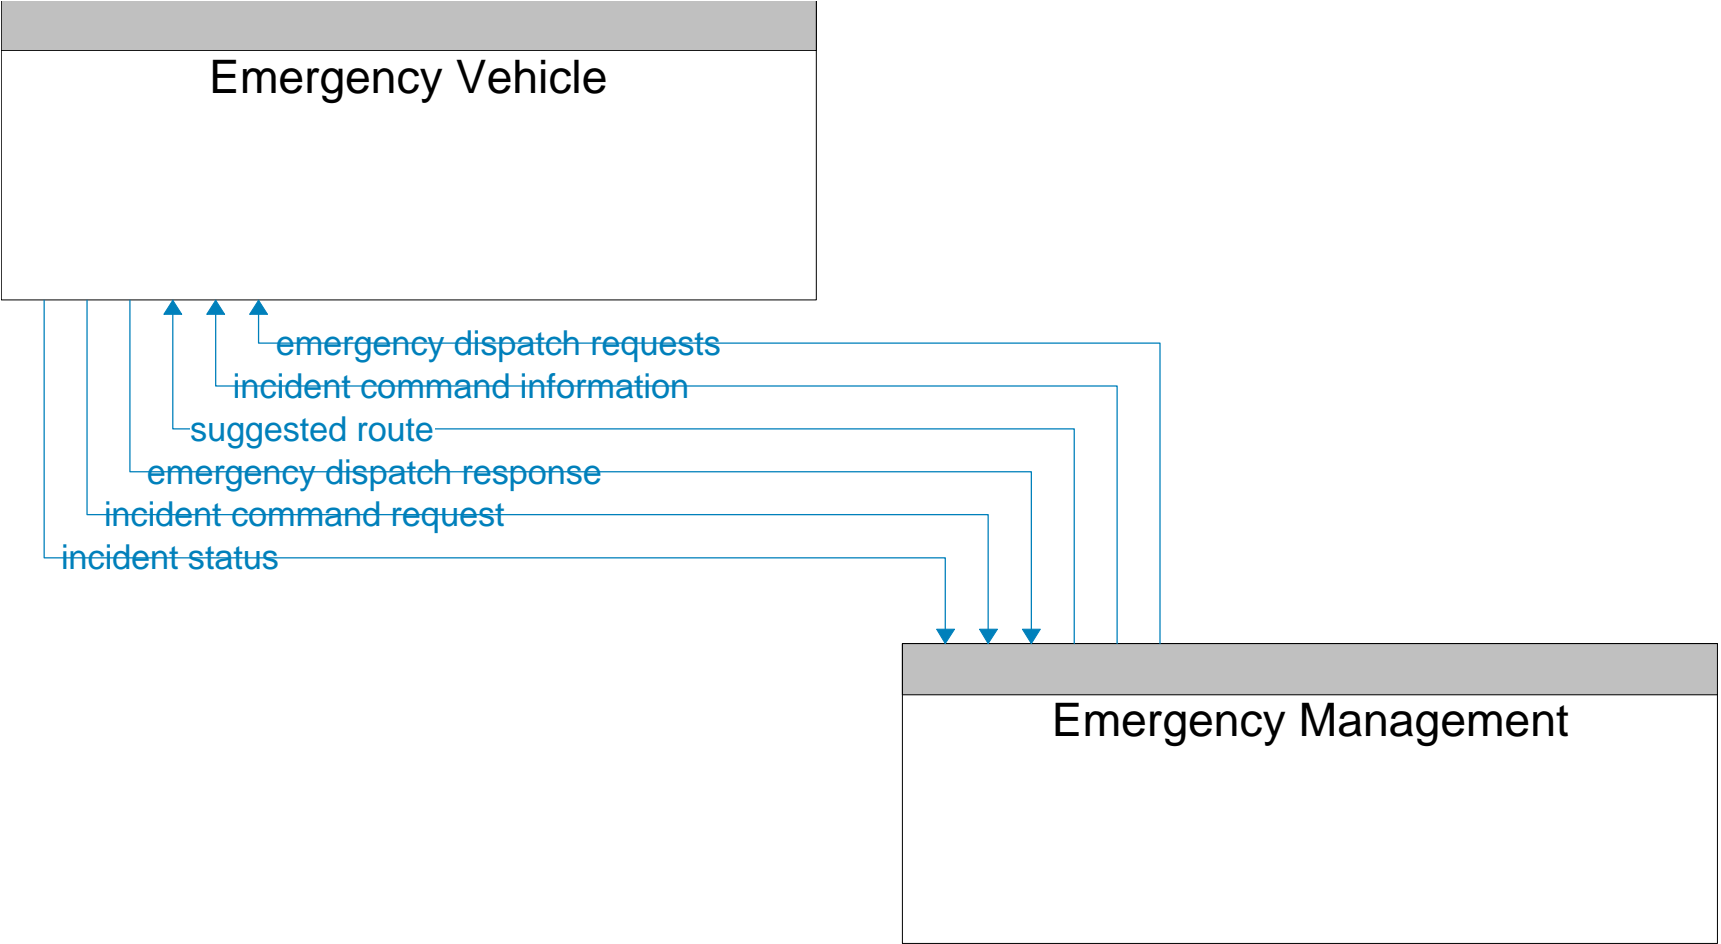 Emergency Vehicle
emergency dispatch requests
incident command information
suggested route
emergency dispatch response
incident command request
incident status
Emergency Management